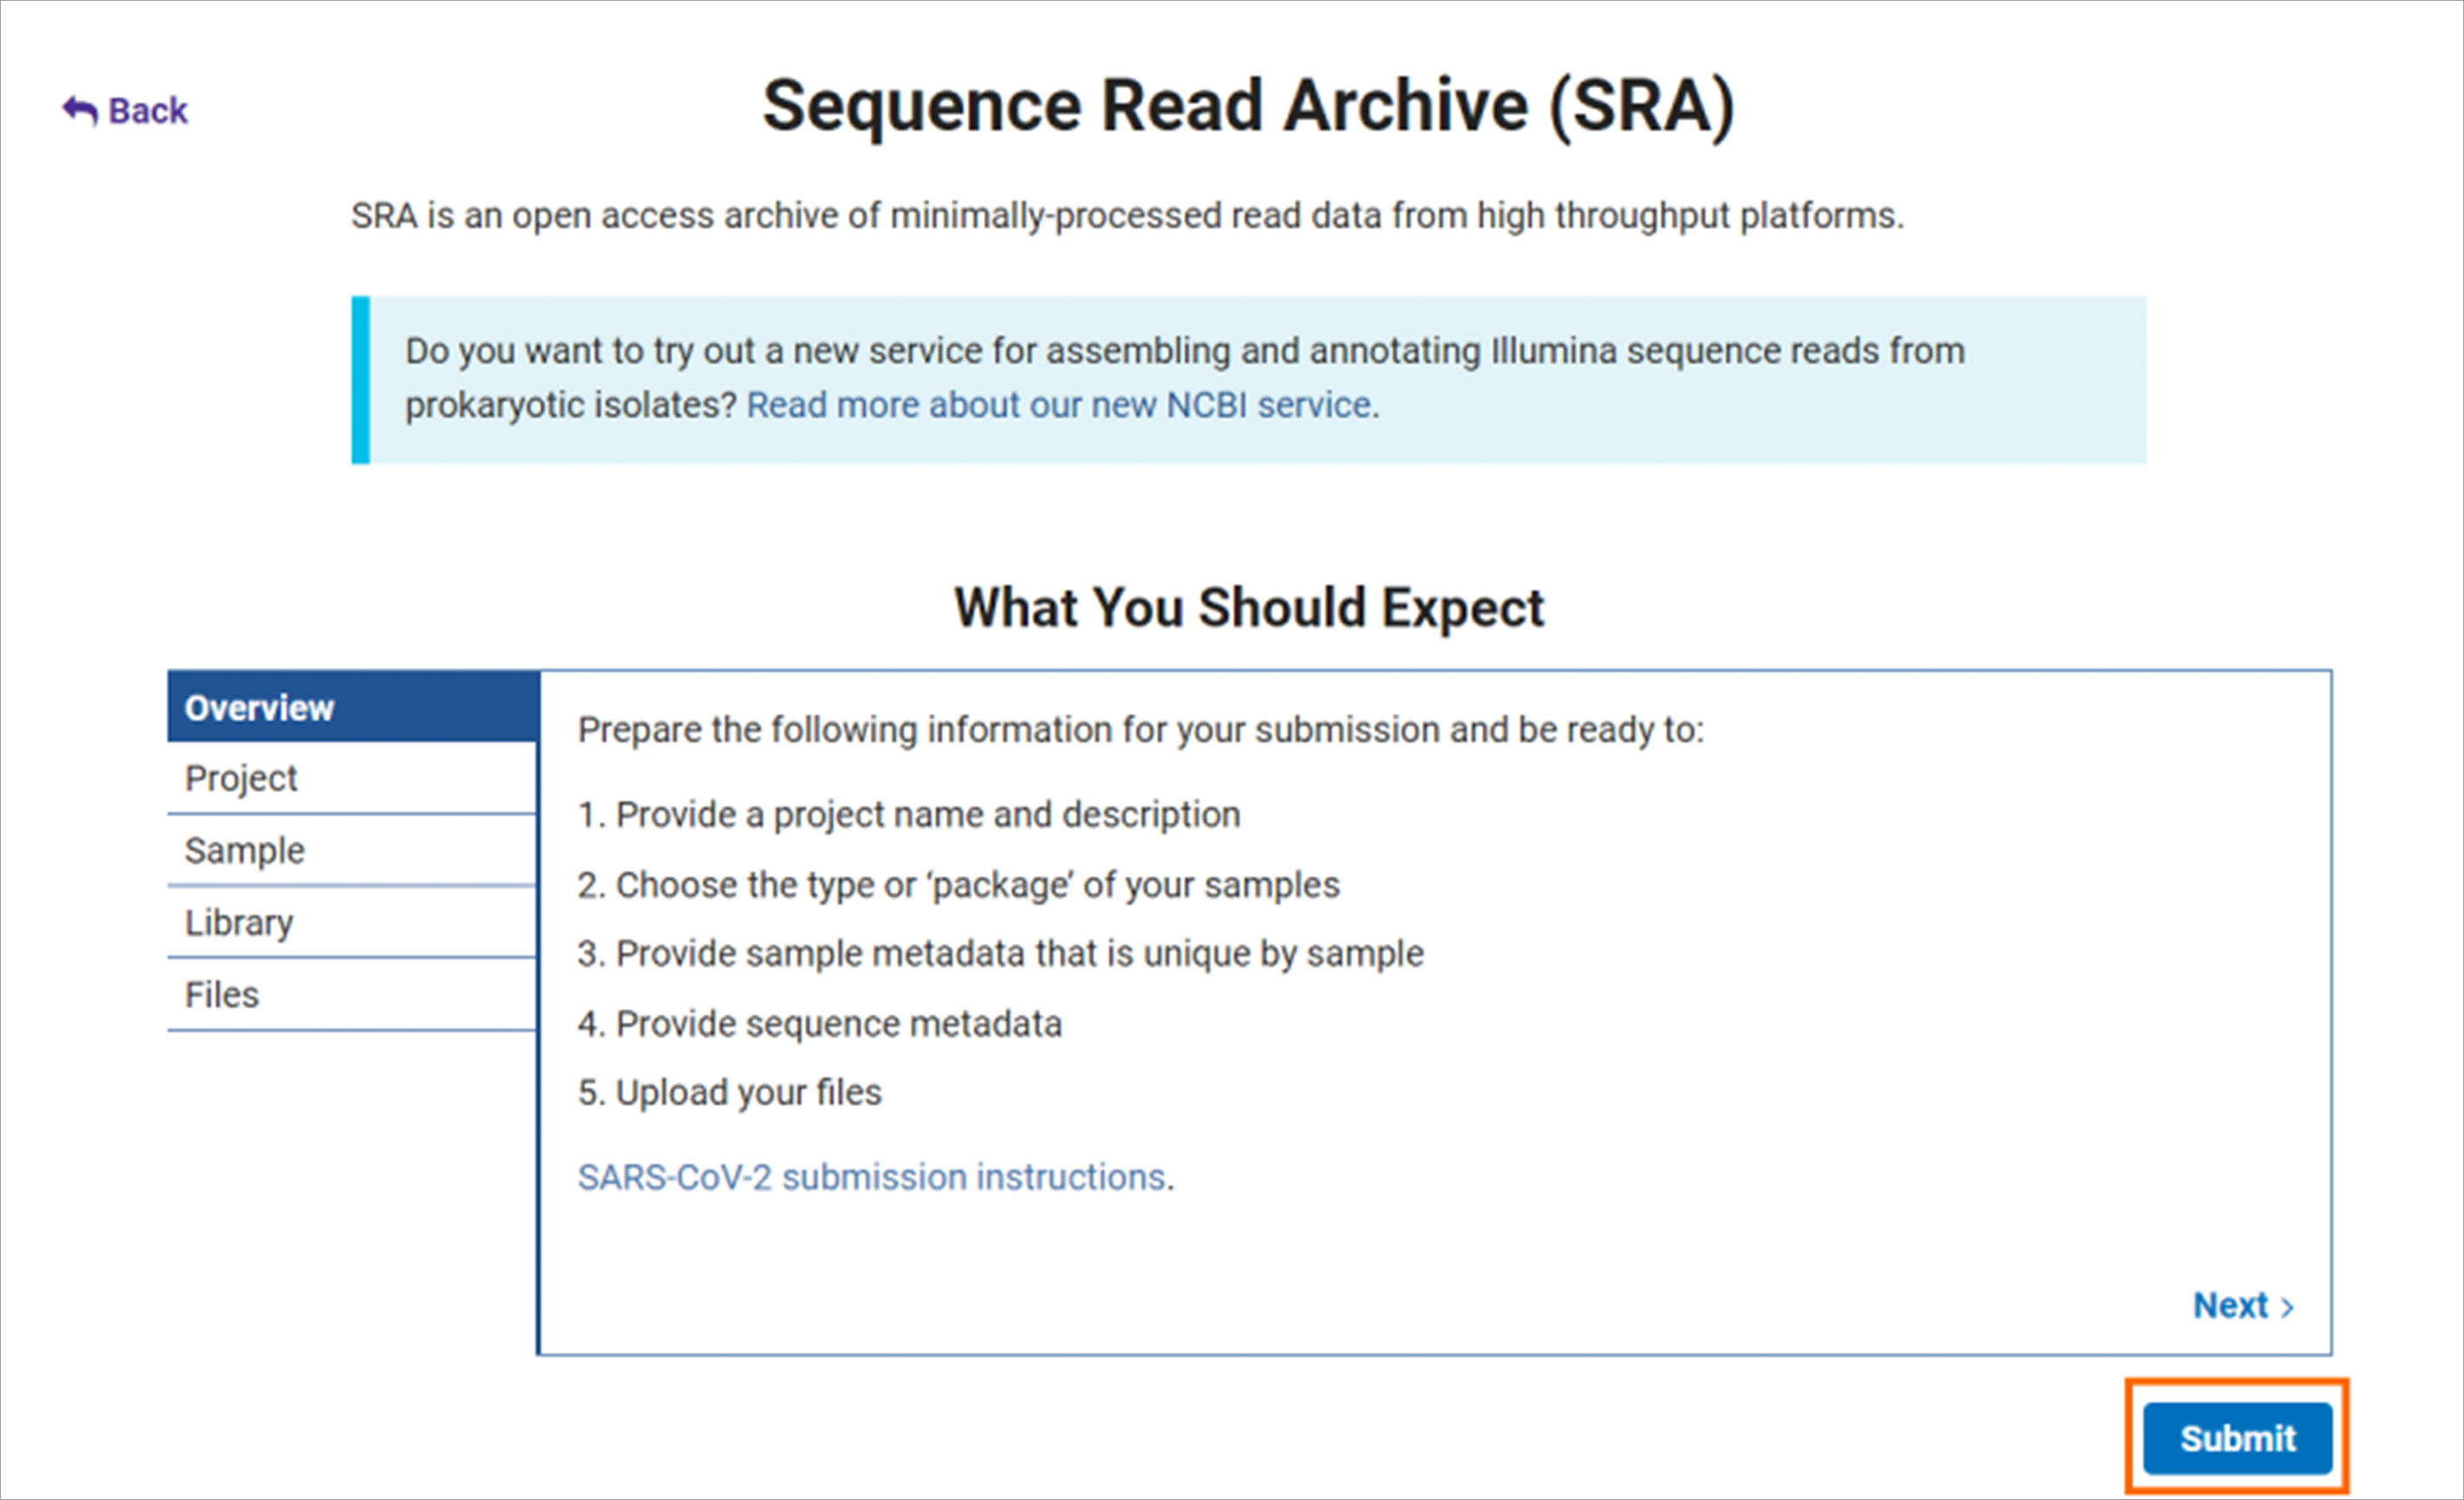 Back
Sequence Read Archive (SRA)
SRA is an open access archive of minimally-processed read data from high throughput platforms.
Do you want to try out a new service for assembling and annotating Illumina sequence reads from
prokaryotic isolates? Read more about our new NCBI service.
What You Should Expect
Overview
Project
Sample
Library
Files
Prepare the following information for your submission and be ready to:
1. Provide a project name and description
2. Choose the type or ‘package’ of your samples
3. Provide sample metadata that is unique by sample
4. Provide sequence metadata
5. Upload your files
SARS-CoV-2 submission instructions.
Next >
Submit